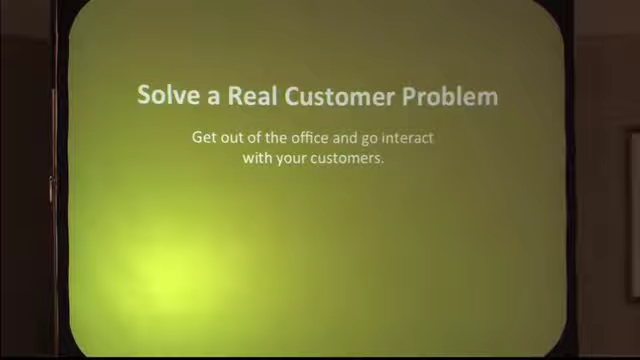 Solve a Real Customer Problem
Get out of the office and go interact
with your customers.